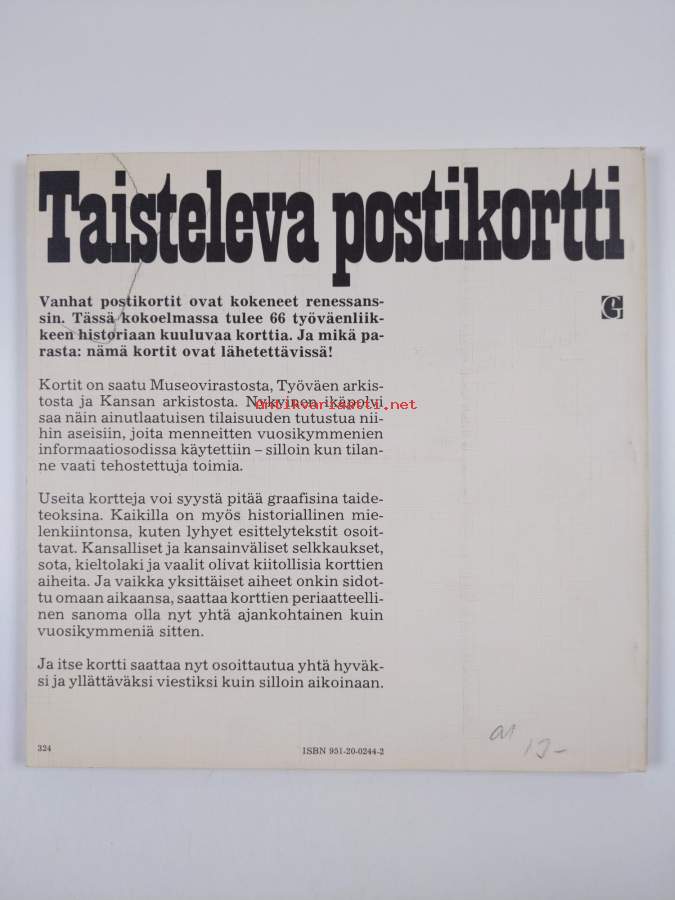 Taisteleva postikortti
Vanhat postikortit ovat kokeneet renessans-
sin. Tässä kokoelmassa tulee 66 työväenliik-
keen historiaan kuuluvaa korttia. Ja mikä pa-
rasta: nämä kortit ovat lähetettävissä!
G
Kortit on saatu Museovirastosta, Työväen arkis-
tosta ja Kansan arkistosta. Nykyinen ikäpolvi
antikvariaatti.net
saa näin ainutlaatuisen tilaisuuden tutustua nii-
hin aseisiin, joita menneitten vuosikymmenien
informaatiosodissa käytettiin – silloin kun tilan-
ne vaati tehostettuja toimia.
Useita kortteja voi syystä pitää graafisina taide-
teoksina. Kaikilla on myös historiallinen mie-
lenkiintonsa, kuten lyhyet esittelytekstit osoit-
tavat. Kansalliset ja kansainväliset selkkaukset,
sota, kieltolaki ja vaalit olivat kiitollisia korttien
aiheita. Ja vaikka yksittäiset aiheet onkin sidot-
tu omaan aikaansa, saattaa korttien periaatteelli-
nen sanoma olla nyt yhtä ajankohtainen kuin
vuosikymmeniä sitten.
Ja itse kortti saattaa nyt osoittautua yhtä hyväk-
si ja yllättäväksi viestiksi kuin silloin aikoinaan.
324
ISBN 951-20-0244-2